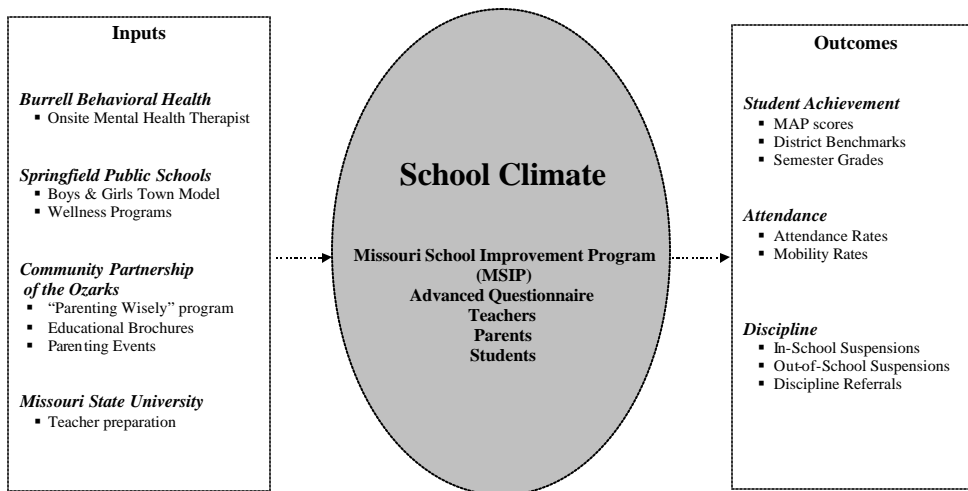 Inputs
Burrell Behavioral Health
▪ Onsite Mental Health Therapist
Springfield Public Schools
▪ Boys & Girls Town Model
▪ Wellness Programs
Community Partnership
of the Ozarks
▪ “Parenting Wisely” program
▪ Educational Brochures
▪ Parenting Events
Missouri State University
▪ Teacher preparation
School Climate
Missouri School Improvement Program
(MSIP)
Advanced Questionnaire
Teachers
Parents
Students
Outcomes
Student Achievement
▪ MAP scores
▪ District Benchmarks
▪ Semester Grades
Attendance
▪ Attendance Rates
▪ Mobility Rates
Discipline
▪ In-School Suspensions
▪ Out-of-School Suspensions
▪ Discipline Referrals